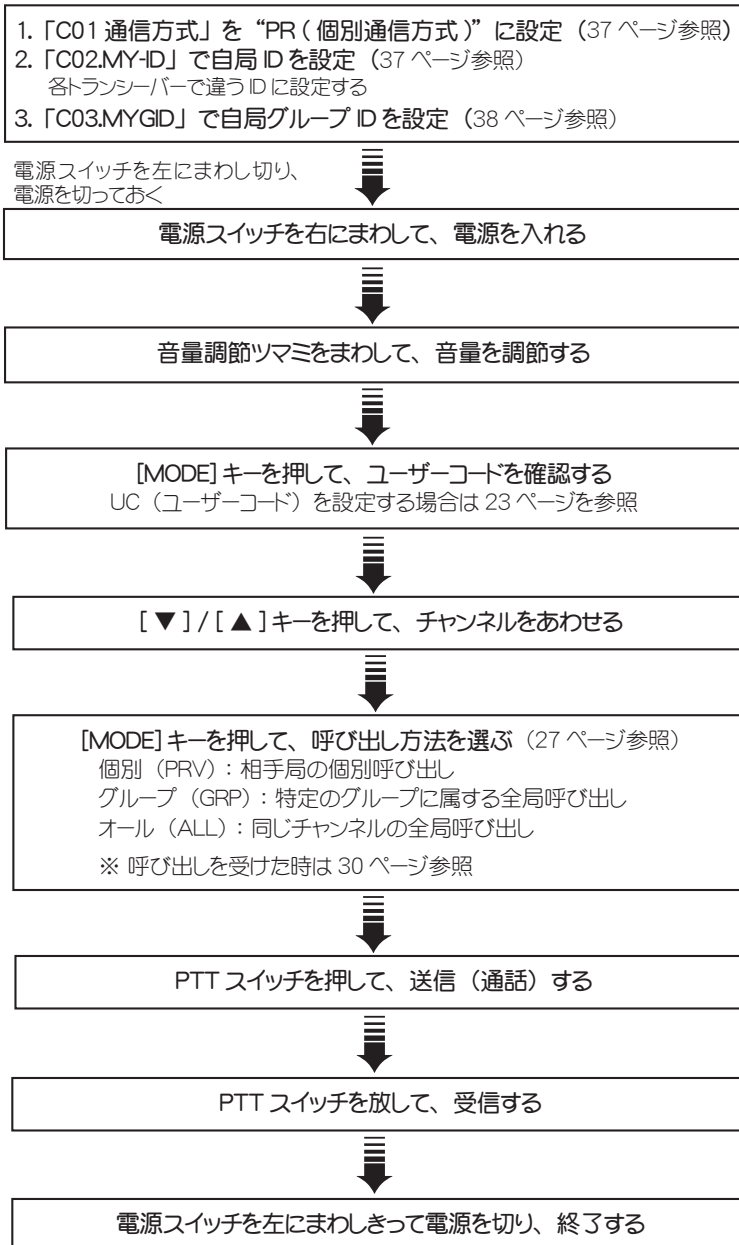 1. 「C01 通信方式」を“PR ( 個別通信方式 )”に設定（37 ページ参照）
2. 「C02.MY-ID」で自局 ID を設定（37 ページ参照）
各トランシーバーで違う ID に設定する
3. 「C03.MYGID」で自局グループ ID を設定（38 ページ参照）
電源スイッチを左にまわし切り、
電源を切っておく
電源スイッチを右にまわして、電源を入れる
音量調節ツマミをまわして、音量を調節する
[MODE] キーを押して、ユーザーコードを確認する
UC（ユーザーコード）を設定する場合は 23 ページを参照
[ ▼ ] / [ ▲ ] キーを押して、チャンネルをあわせる
[MODE] キーを押して、呼び出し方法を選ぶ（27 ページ参照）
個別（PRV）：相手局の個別呼び出し
グループ（GRP）：特定のグループに属する全局呼び出し
オール（ALL）：同じチャンネルの全局呼び出し
※ 呼び出しを受けた時は 30 ページ参照
PTT スイッチを押して、送信（通話）する
PTT スイッチを放して、受信する
電源スイッチを左にまわしきって電源を切り、終了する